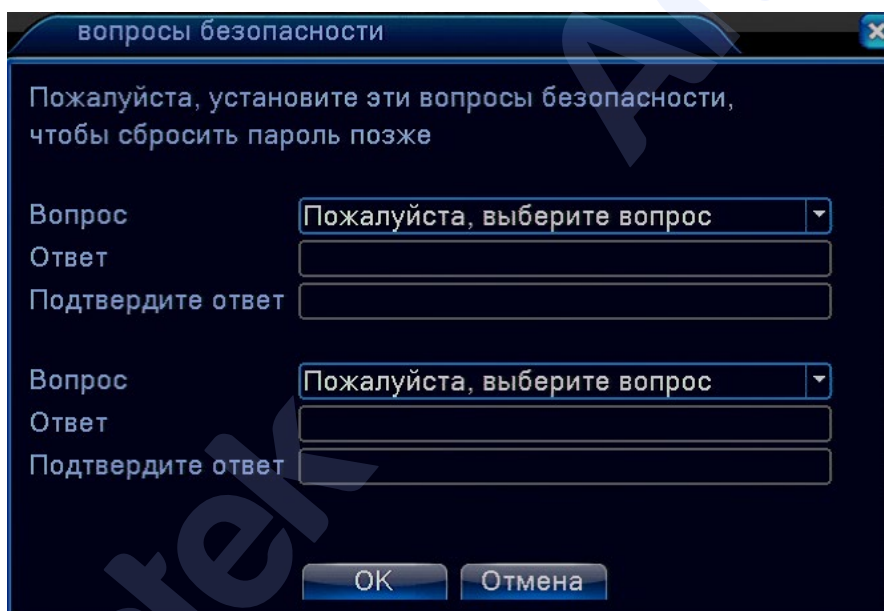 вопросы безопасности
Пожалуйста, установите эти вопросы безопасности,
чтобы сбросить пароль позже
Вопрос Пожалуйста, выберите вопрос
Ответ
Подтвердите ответ
Вопрос Пожалуйста, выберите вопрос
Ответ
Подтвердите ответ
OK Отмена